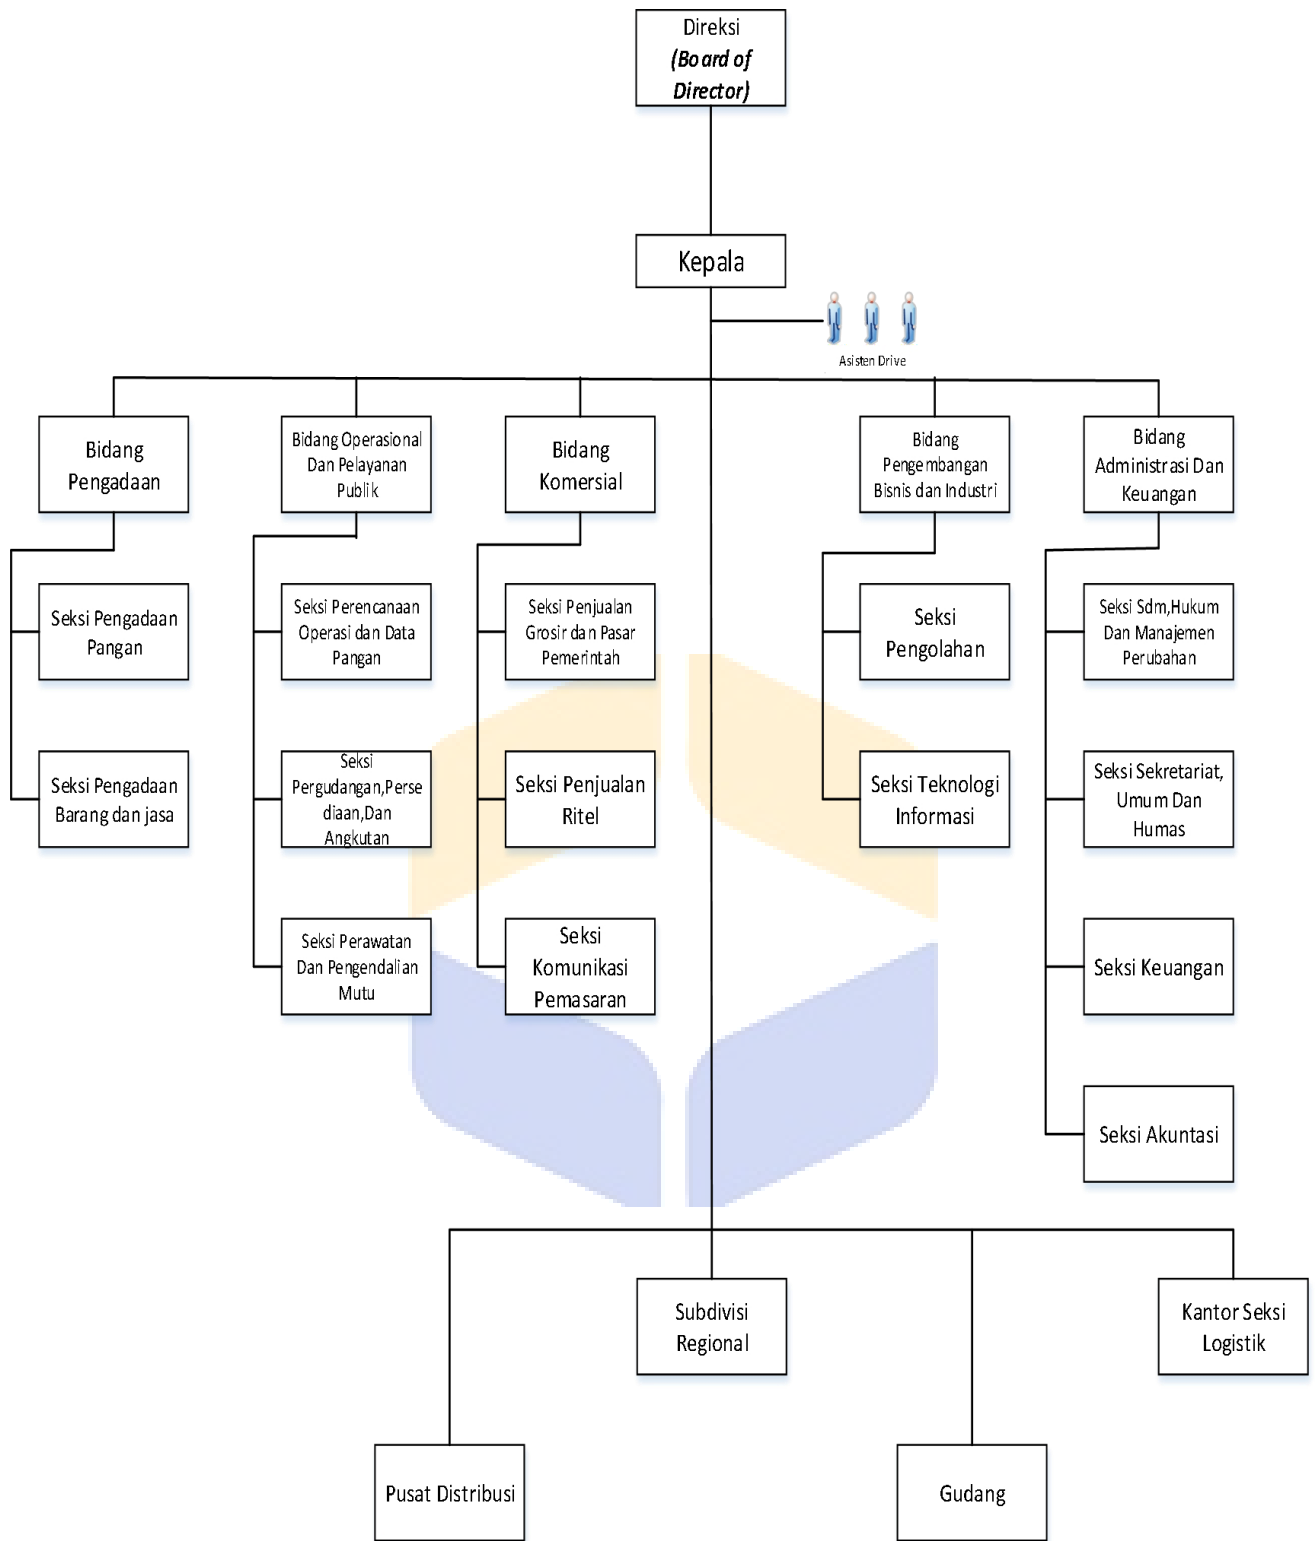 Direksi
(Board of
Director)
Kepala
Asisten Drive
Bidang
Pengadaan
Bidang Operasional
Dan Pelayanan
Publik
Bidang
Komersial
Bidang
Pengembangan
Bisnis dan Industri
Bidang
Administrasi Dan
Keuangan
Seksi Pengadaan
Pangan
Seksi Perencanaan
Operasi dan Data
Pangan
Seksi Penjualan
Grosir dan Pasar
Pemerintah
Seksi
Pengolahan
Seksi Sdm,Hukum
Dan Manajemen
Perubahan
Seksi Pengadaan
Barang dan jasa
Seksi
Pergudangan,Perse
diaan,Dan
Angkutan
Seksi Penjualan
Ritel
Seksi Teknologi
Informasi
Seksi Sekretariat,
Umum Dan
Humas
Seksi Perawatan
Dan Pengendalian
Mutu
Seksi
Komunikasi
Pemasaran
Seksi Keuangan
Seksi Akuntasi
Subdivisi
Regional
Kantor Seksi
Logistik
Pusat Distribusi
Gudang